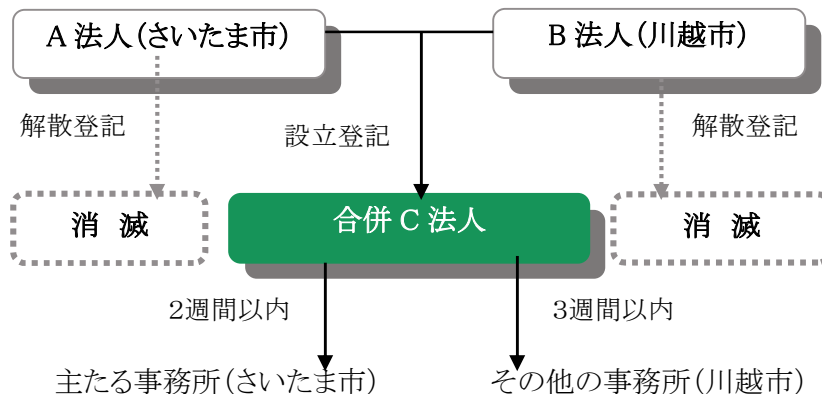 A 法人(さいたま市)
B 法人(川越市)
解散登記
設立登記
解散登記
消 滅
合併 C 法人
消 滅
2週間以内
3週間以内
主たる事務所(さいたま市)
その他の事務所(川越市)